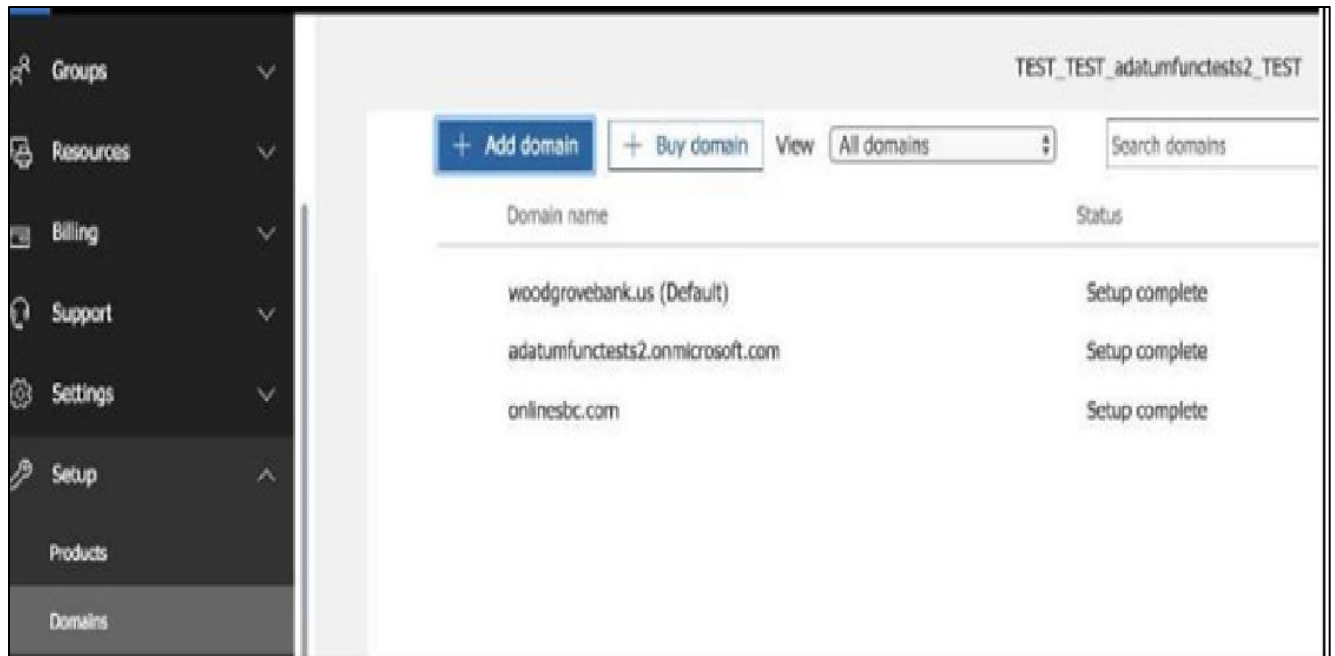 Groups
Resources
Billing
Support
Settings
Setup
Products
Domains
TEST_TEST_adatumfunctests2_TEST
+ Add domain + Buy domain View All domains Search domains
Domain name Status
woodgrovebank.us (Default) Setup complete
adatumfunctests2.onmicrosoft.com Setup complete
onlinesbc.com Setup complete